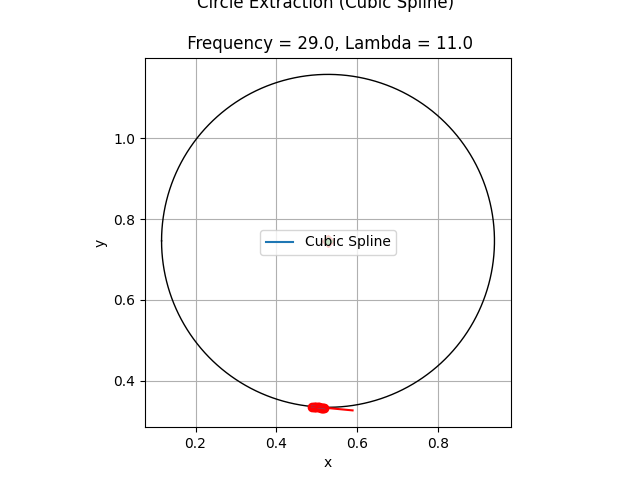 Circle Extraction (Cubic Spline)
Frequency = 29.0, Lambda = 11.0
1.0
0.8
y
Cubic Spline
0.6
0.4
0.2 0.4 0.6 0.8
x